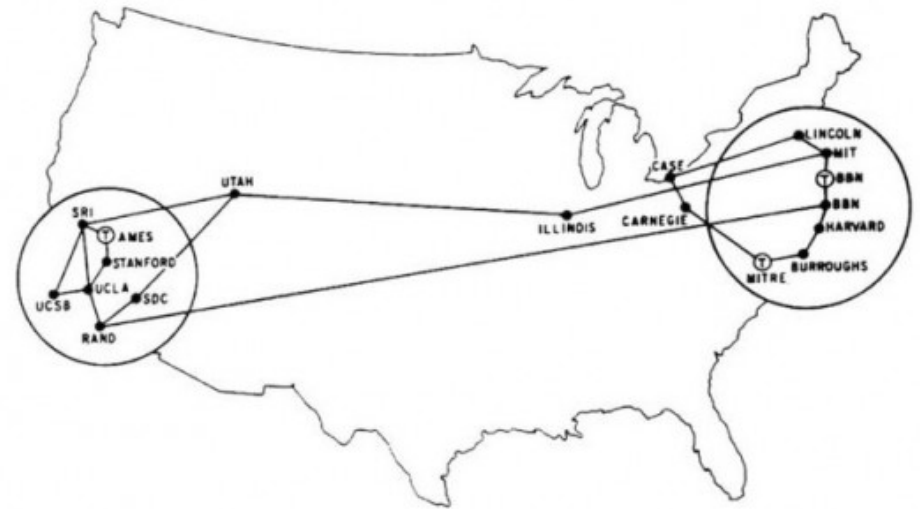 LINCOLN
MIT
CASE
T BBN
UTAH
BBN
SRI
ILLINOIS
CARNEGIE
HARVARD
T AMES
STANFORD
T
BURROUGHS
MITRE
UCLA
SDC
UCSB
RAND